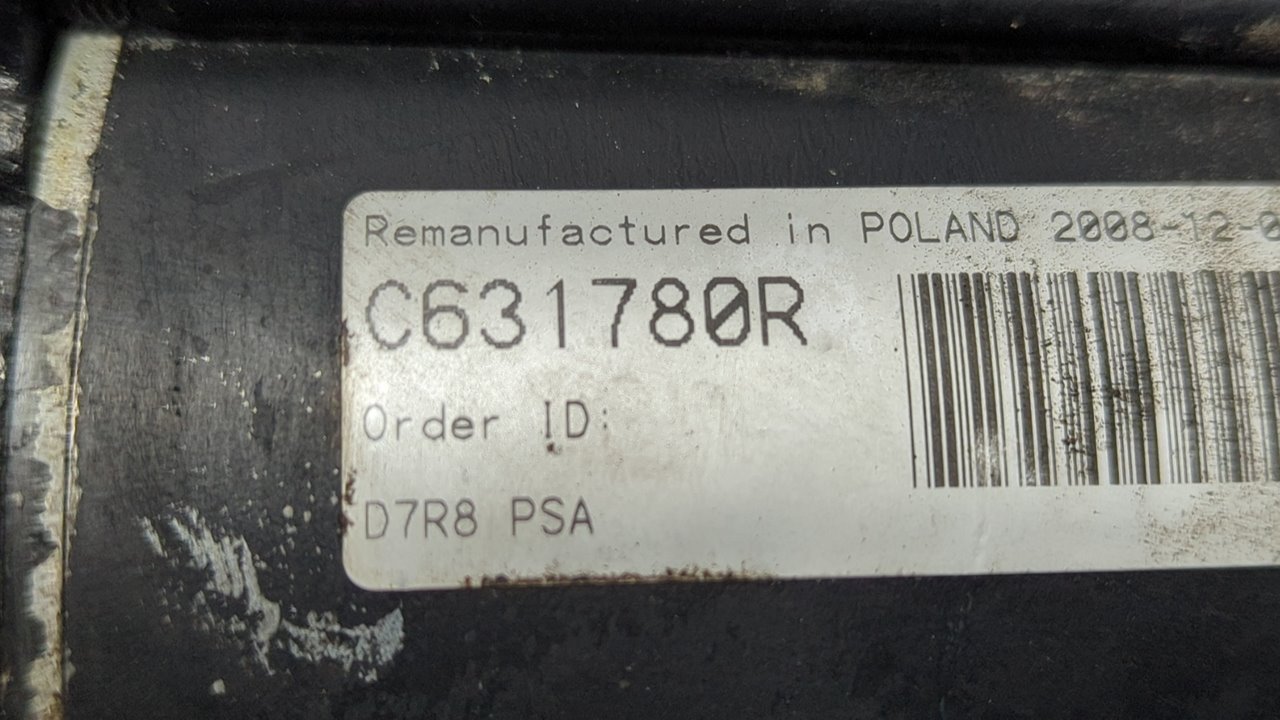 Remanufactured in POLAND 2008-12-0
C631780R
Order ID:
D7R8 PSA